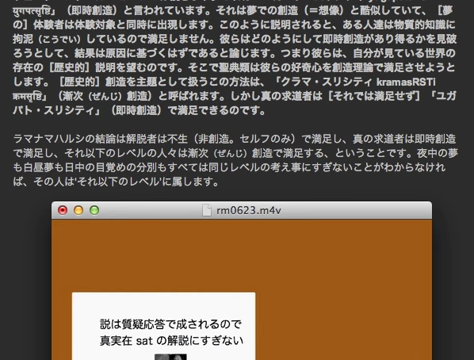 युगपत्सृष्टि」（即時創造）と言われています。それは夢での創造（＝想像）と酷似していて、［夢
の］体験者は体験対象と同時に出現します。このように説明されると、ある人達は物質的知識に
拘泥（こうでい）しているので満足しません。彼らはどのようにして即時創造があり得るかを見破
ろうとして、結果は原因に基づくはずであると論じます。つまり彼らは、自分が見ている世界の
存在の［歴史的］説明を望むのです。そこで聖典類は彼らの好奇心を創造理論で満足させようと
します。［歴史的］創造を主題として扱うこの方法は、「クラマ・スリシティ kramasRSTi
क्रमसृष्टि」（漸次（ぜんじ）創造）と呼ばれます。しかし真の求道者は［それでは満足せず］「ユガ
パト・スリシティ」（即時創造）で満足できるのです。
ラマナマハルシの結論は解説者は不生（非創造。セルフのみ）で満足し、真の求道者は即時創造
で満足し、それ以下のレベルの人々は漸次（ぜんじ）創造で満足する、ということです。夜中の夢
も白昼夢も日中の目覚めの分別もすべては同じレベルの考え事にすぎないことがわからなけれ
ば、その人は‘それ以下のレベル’に属します。
rm0623.m4v
説は質疑応答で成されるので
真実在 sat の解説にすぎない